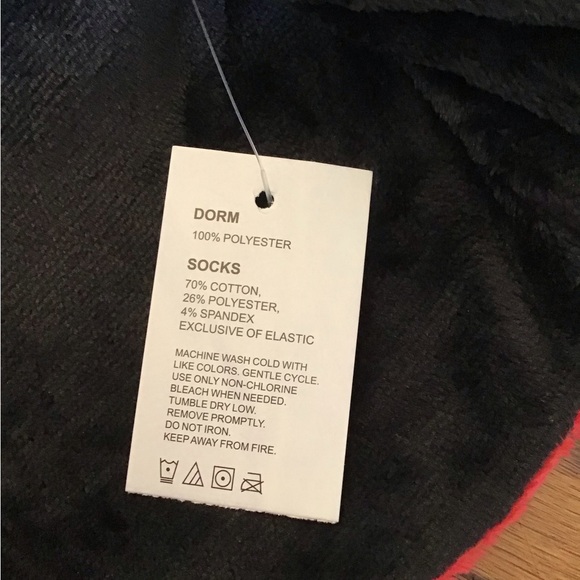 DORM
100% POLYESTER
SOCKS
70% COTTON,
26% POLYESTER,
4% SPANDEX
EXCLUSIVE OF ELASTIC
MACHINE WASH COLD WITH
LIKE COLORS. GENTLE CYCLE.
USE ONLY NON-CHLORINE
BLEACH WHEN NEEDED.
TUMBLE DRY LOW.
REMOVE PROMPTLY.
DO NOT IRON.
KEEP AWAY FROM FIRE.